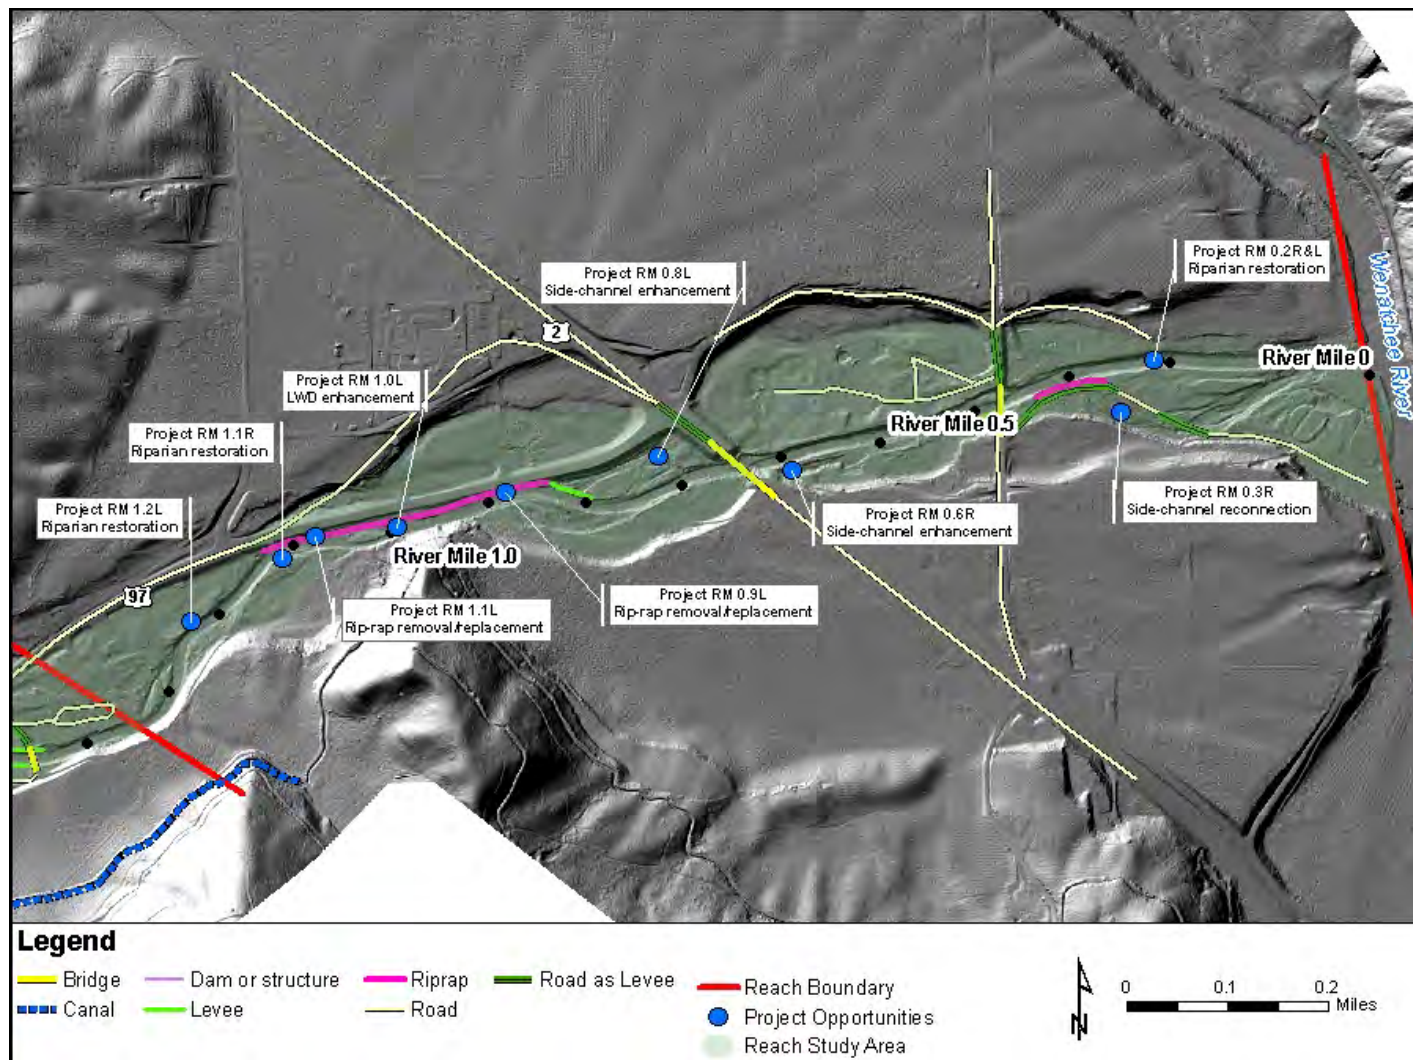 Project RM 0.2R&L
Riparian restoration
Wenatchee River
Project RM 0.8L
Side-channel enhancement
2
River Mile 0
Project RM 1.0L
LWD enhancement
River Mile 0.5
Project RM 1.1R
Riparian restoration
Project RM 0.3R
Side-channel reconnection
Project RM 1.2L
Riparian restoration
Project RM 0.6R
Side-channel enhancement
River Mile 1.0
97
Project RM 1.1L
Rip-rap removal/replacement
Project RM 0.9L
Rip-rap removal/replacement
Legend
Bridge
Dam or structure
Riprap
Road as Levee
Reach Boundary
Canal
Levee
Road
Project Opportunities
Reach Study Area
N
0 0.1 0.2
Miles